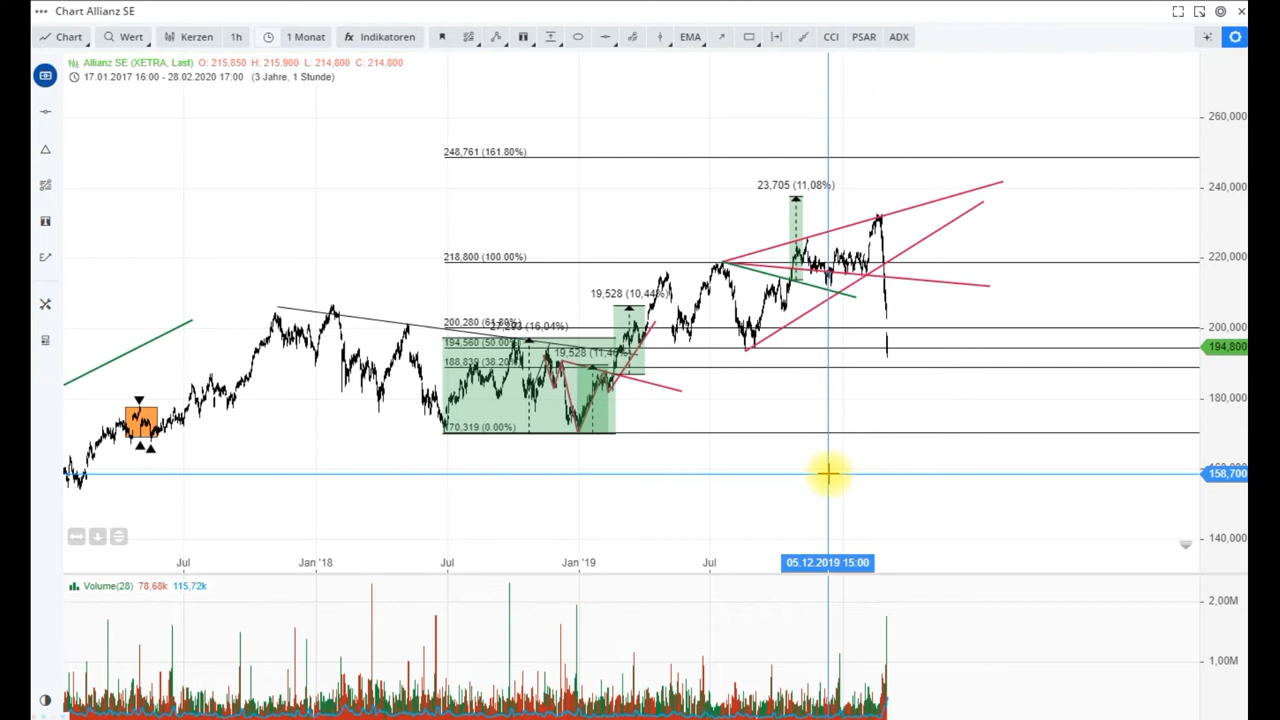 Chart Allianz SE
Chart Wert Kerzen 1h 1 Monat fx Indikatoren EMA CCI PSAR ADX
Allianz SE (XETRA, Last) O: 215,850 H: 215,900 L: 214,800 C: 214,800
17.01.2017 16:00 - 28.02.2020 17:00 (3 Jahre, 1 Stunde)
260,000
248,761 (161.80%)
240,000
23,705 (11,08%)
218,800 (100.00%)
220,000
19,528 (10,44%)
200,280 (61.80%)
(16,04%)
200,000
194,560 (50.00%)
19,528
194,800
188,839 (38.20%)
180,000
70,319 (0.00%)
158,700
140,000
Jul Jan '18 Jul Jan '19 Jul 05.12.2019 15:00
Volume(28) 78,68k 115,72k
2,00M
1,00M